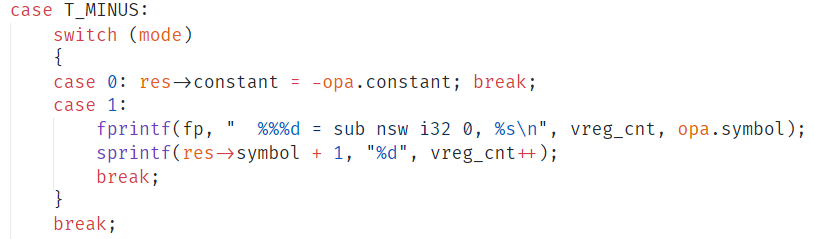 case T_MINUS:
    switch (mode)
    {
    case 0: res->constant = -opa.constant; break;
    case 1:
        fprintf(fp, "  %%%d = sub nsw i32 0, %s\n", vreg_cnt, opa.symbol);
        sprintf(res->symbol + 1, "%d", vreg_cnt++);
        break;
    }
    break;